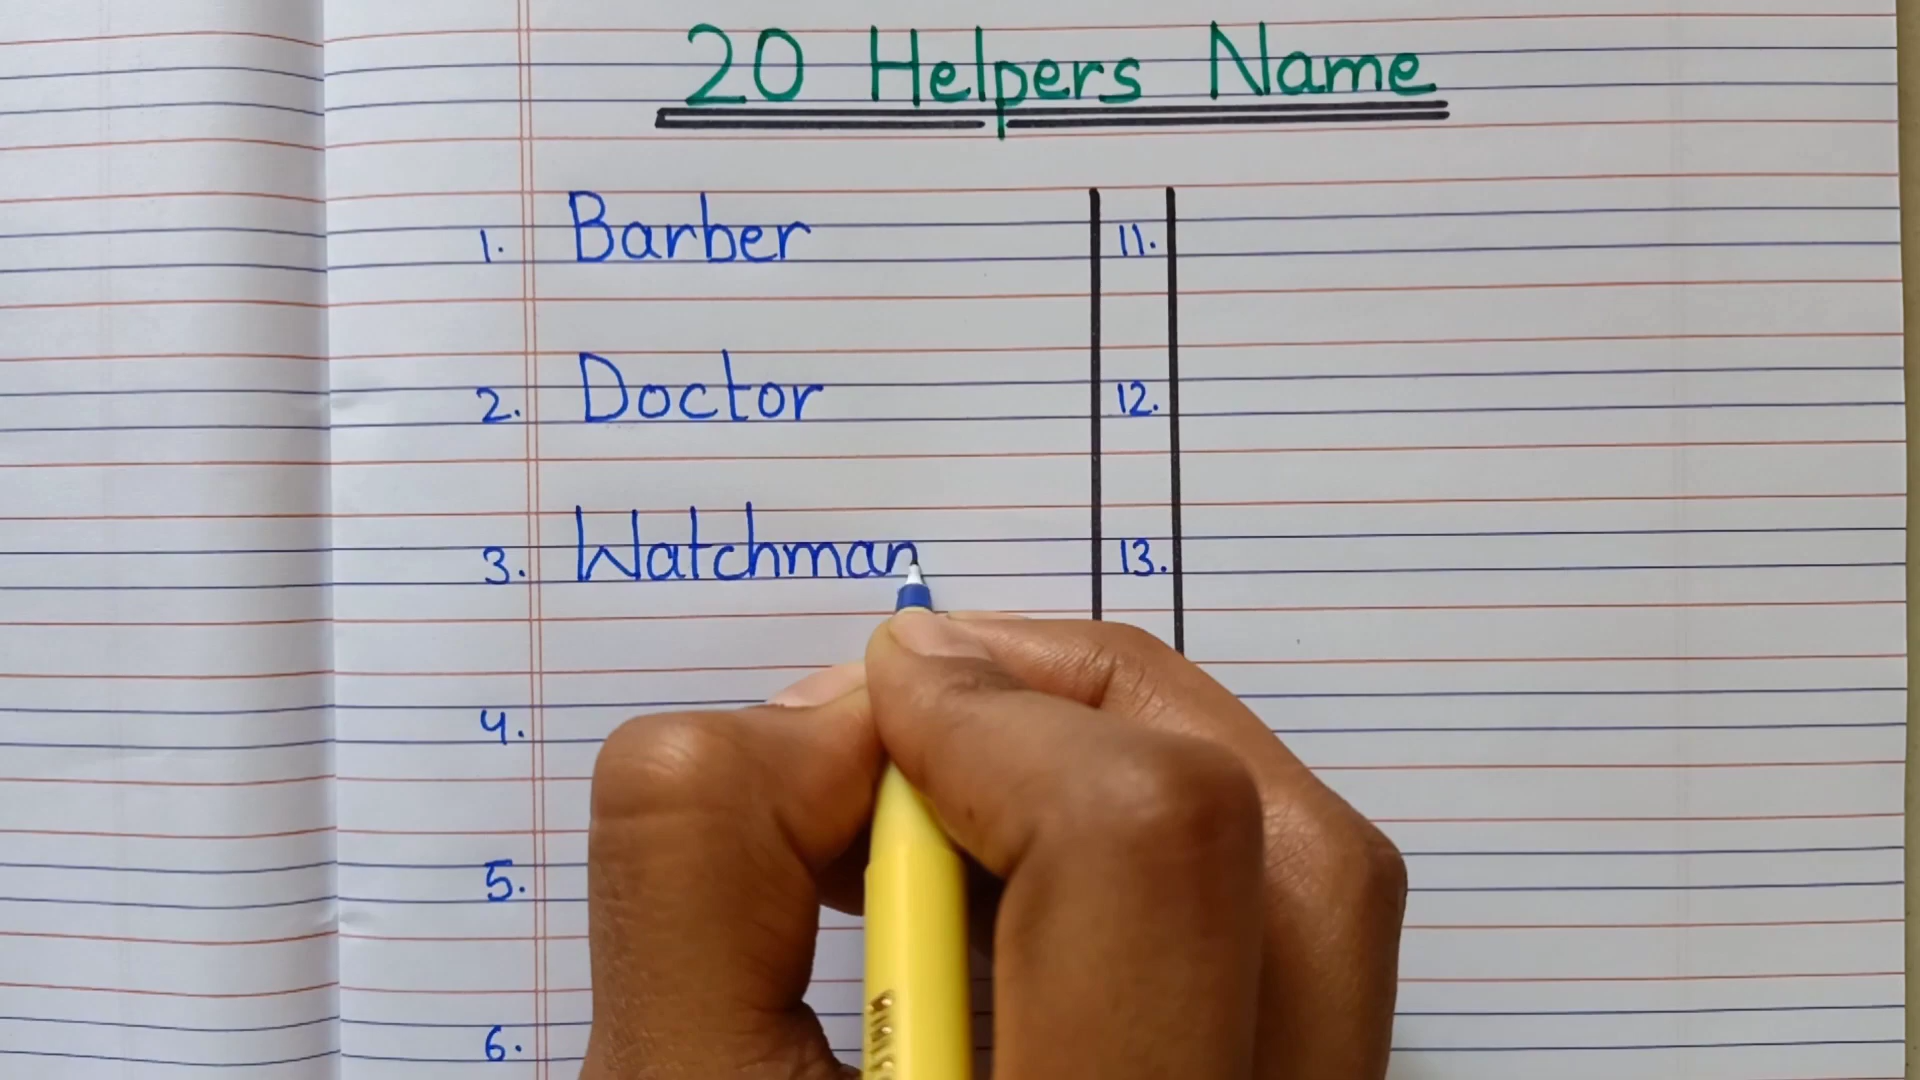 20 Helpers Name
1. Barber
2. Doctor
3. Watchman
4.
5.
6.
11.
12.
13.